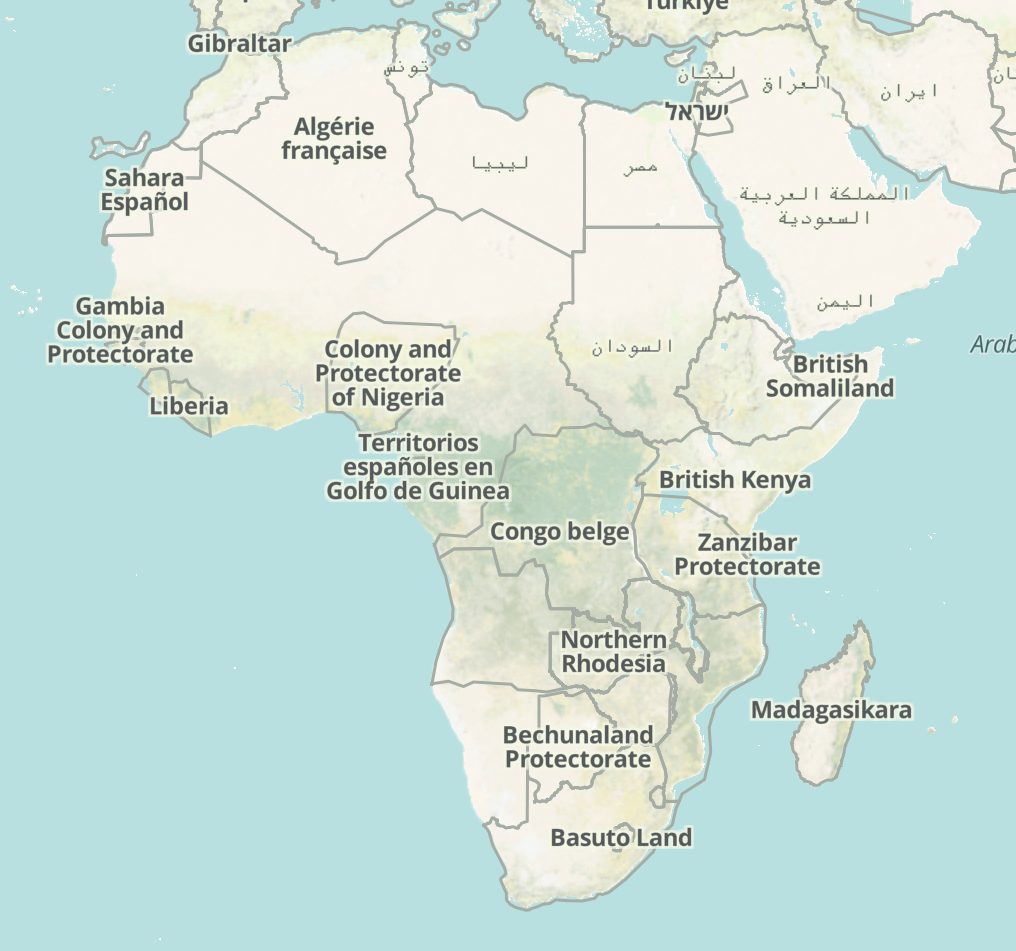 Türkiye
Gibraltar
تونس
لبنان
العراق
ايران
ישראל
Algérie
française
ليبيا
مصر
Sahara
Español
المملكة العربية
السعودية
اليمن
Gambia
Colony and
Protectorate
Colony and
Protectorate
of Nigeria
السودان
Arab
British
Somaliland
Liberia
Territorios
españoles en
Golfo de Guinea
British Kenya
Congo belge
Zanzibar
Protectorate
Northern
Rhodesia
Madagasikara
Bechunaland
Protectorate
Basuto Land